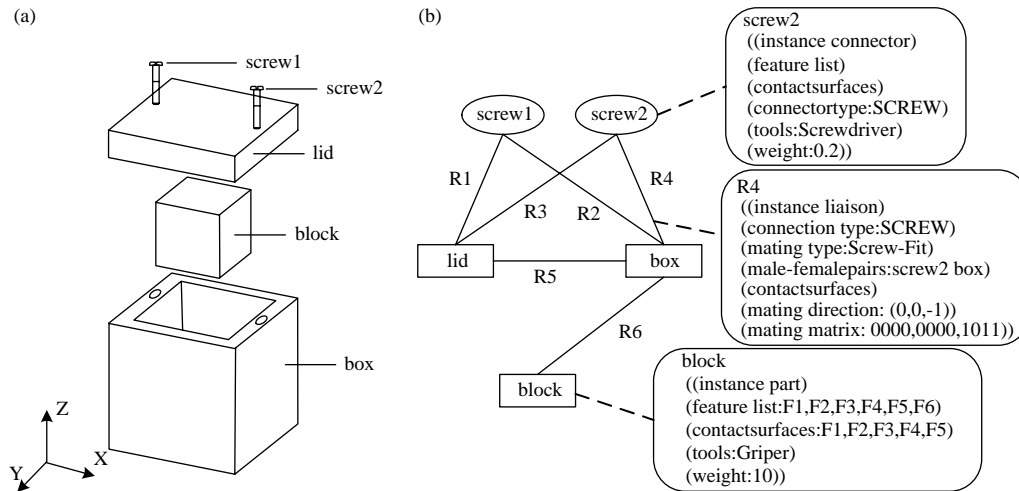 (a)
screw1
screw2
lid
block
box
Z
X
Y
(b)
screw1
screw2
R1
R3
R2
R4
lid
box
R5
R6
block
screw2
((instance connector)
(feature list)
(contactsurfaces)
(connectortype:SCREW)
(tools:Screwdriver)
(weight:0.2))
R4
((instance liaison)
(connection type:SCREW)
(mating type:Screw-Fit)
(male-femalepairs:screw2 box)
(contactsurfaces)
(mating direction: (0,0,-1))
(mating matrix: 0000,0000,1011))
block
((instance part)
(feature list:F1,F2,F3,F4,F5,F6)
(contactsurfaces:F1,F2,F3,F4,F5)
(tools:Griper)
(weight:10))